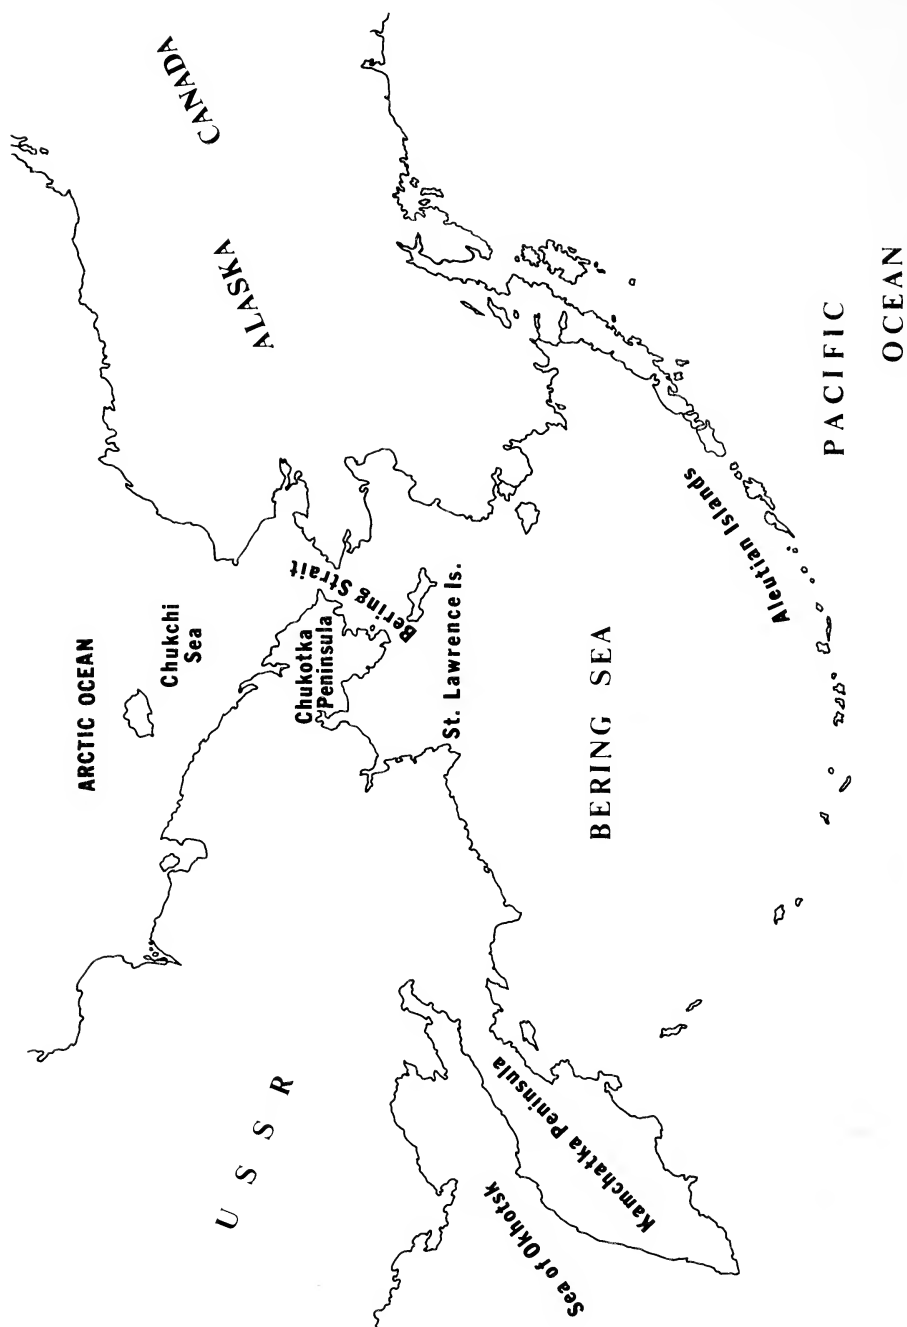 ARCTIC OCEAN
Chukchi
Sea
CANADA
ALASKA
USSR
Chukotka
Peninsula
Bering Strait
St. Lawrence Is.
Sea of Okhotsk
Kamchatka Peninsula
BERING SEA
Aleutian Islands
PACIFIC
OCEAN